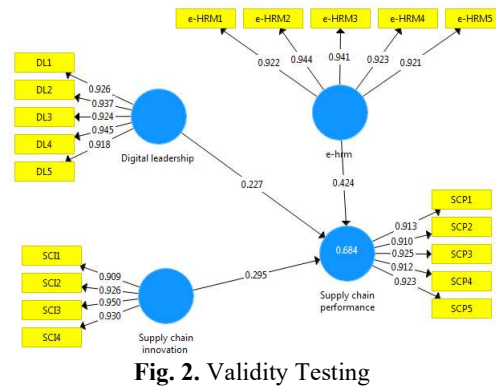 e-HRM1 e-HRM2 e-HRM3 e-HRM4 e-HRM5
0.922 0.944 0.941 0.923 0.921
e-hrm
DL1
DL2
DL3
DL4
DL5
0.926
0.937
0.924
0.945
0.918
Digital leadership
0.227
0.424
SCI1
SCI2
SCI3
SCI4
0.909
0.926
0.950
0.930
Supply chain
innovation
0.295
0.684
Supply chain
performance
0.913
0.910
0.925
0.912
0.923
SCP1
SCP2
SCP3
SCP4
SCP5
Fig. 2. Validity Testing